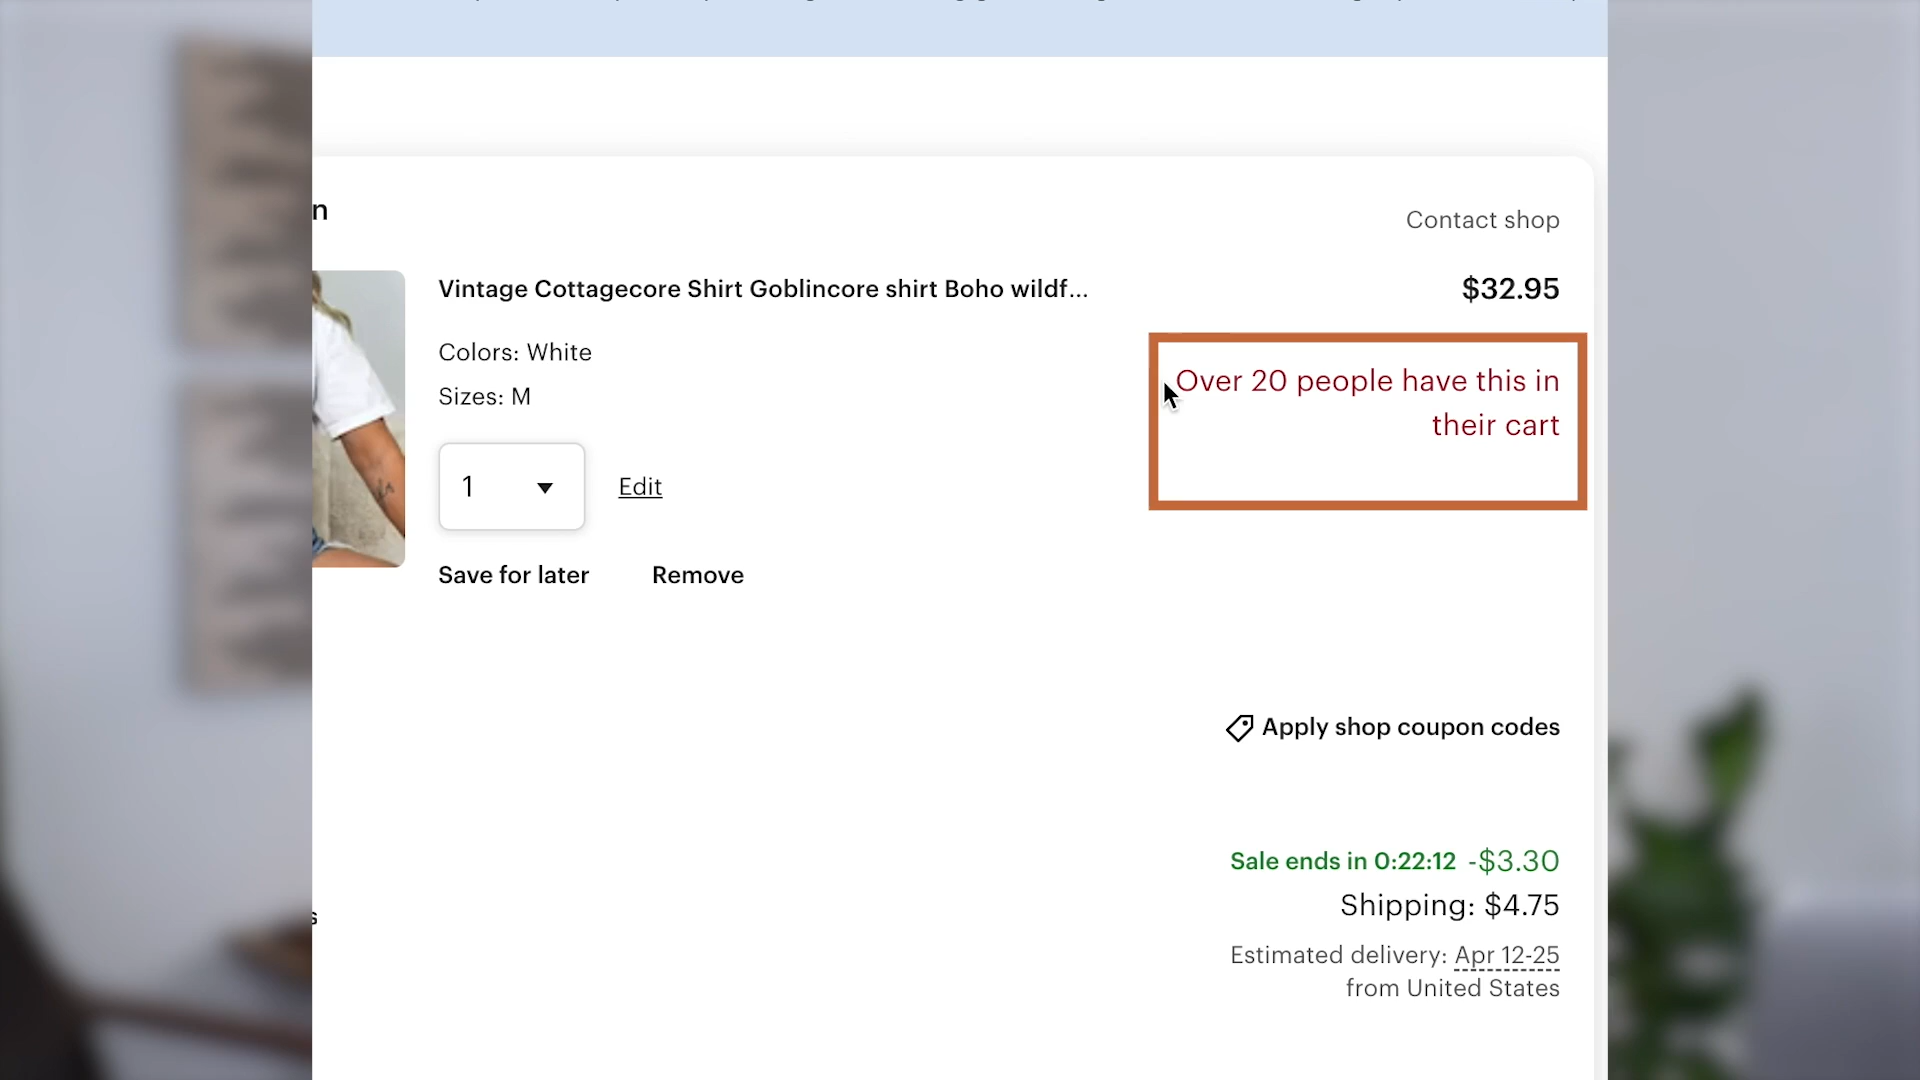 n
Contact shop
Vintage Cottagecore Shirt Goblincore shirt Boho wildf...
$32.95
Colors: White
Over 20 people have this in
their cart
Sizes: M
1
Edit
Save for later
Remove
Apply shop coupon codes
Sale ends in 0:22:12 -$3.30
Shipping: $4.75
s
Estimated delivery: Apr 12-25
from United States